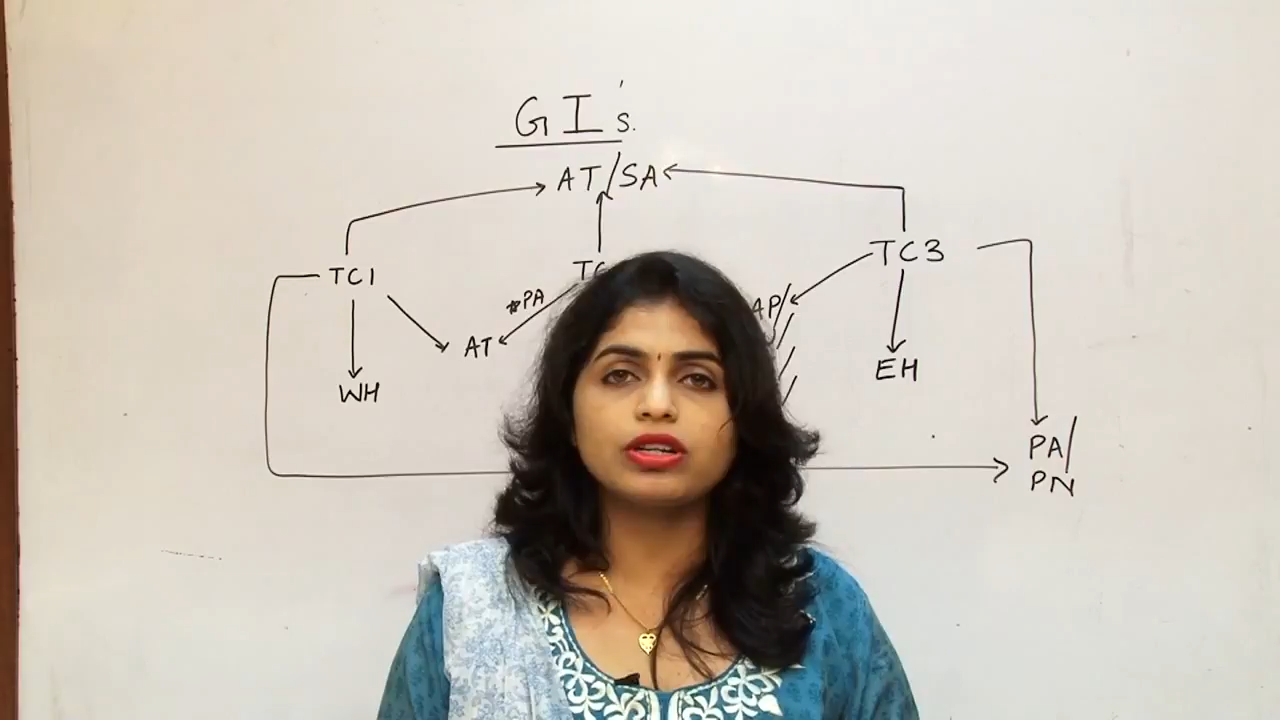 GI's.
AT/SA
TC1
TC3
*PA
AP/
AT
EH
WH
PA/
PN